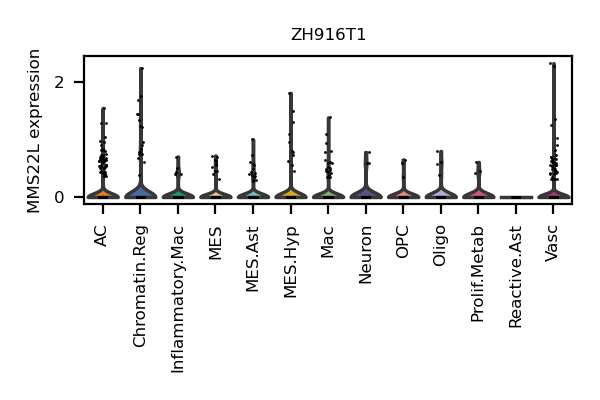 ZH916T1
MMS22L expression
2
0
AC
Chromatin.Reg
Inflammatory.Mac
MES
MES.Ast
MES.Hyp
Mac
Neuron
OPC
Oligo
Prolif.Metab
Reactive.Ast
Vasc